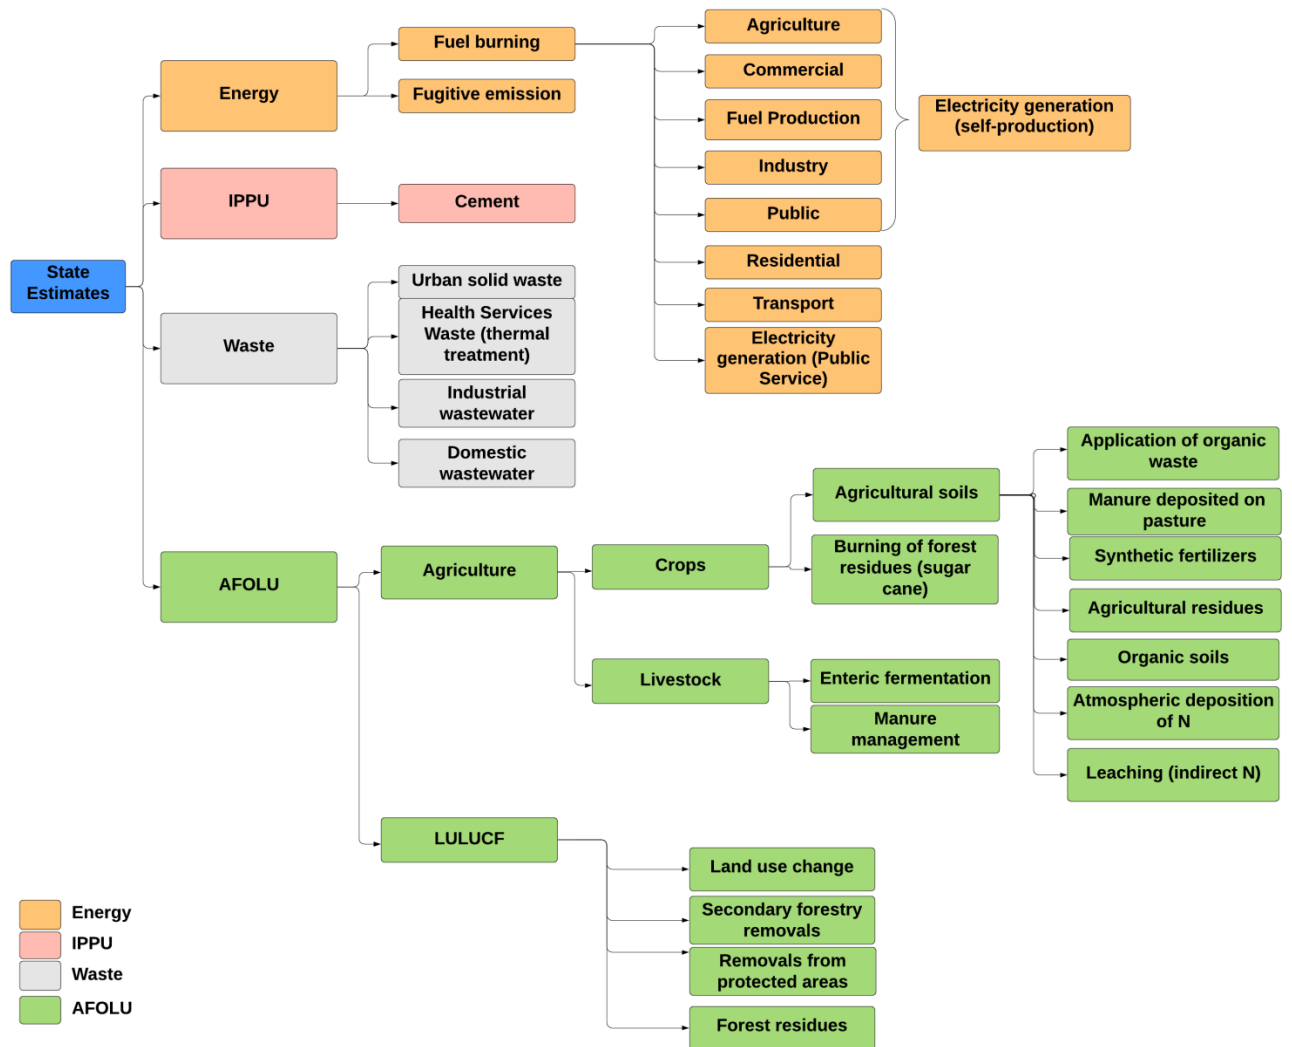 State
Estimates
Energy
Fuel burning
Fugitive emission
Agriculture
Commercial
Fuel Production
Industry
Public
Residential
Transport
Electricity
generation (Public
Service)
Electricity generation
(self-production)
IPPU
Cement
Waste
Urban solid waste
Health Services
Waste (thermal
treatment)
Industrial
wastewater
Domestic
wastewater
AFOLU
Agriculture
Crops
Agricultural soils
Burning of forest
residues (sugar
cane)
Application of organic
waste
Manure deposited on
pasture
Synthetic fertilizers
Agricultural residues
Organic soils
Atmospheric deposition
of N
Leaching (indirect N)
Livestock
Enteric fermentation
Manure
management
LULUCF
Land use change
Secondary forestry
removals
Removals from
protected areas
Forest residues
Energy
IPPU
Waste
AFOLU